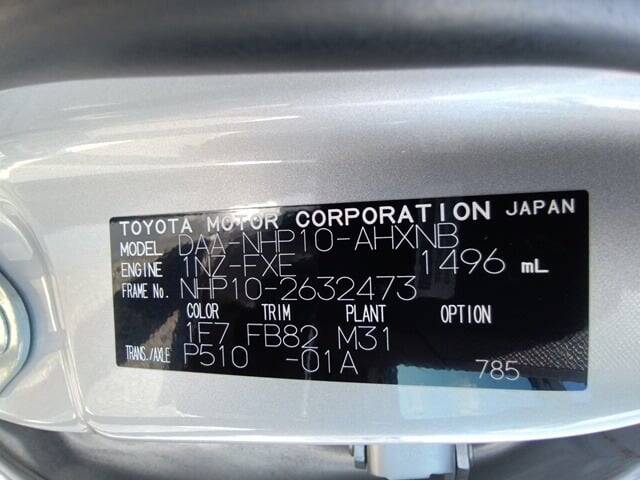 TOYOTA MOTOR CORPORATION JAPAN
MODEL DAA-NHP10-AHXNB
ENGINE 1NZ-FXE 1496 mL
FRAME No. NHP10-2632473
COLOR TRIM PLANT OPTION
1F7 FB82 M31
TRANS./AXLE P510 -01A
785